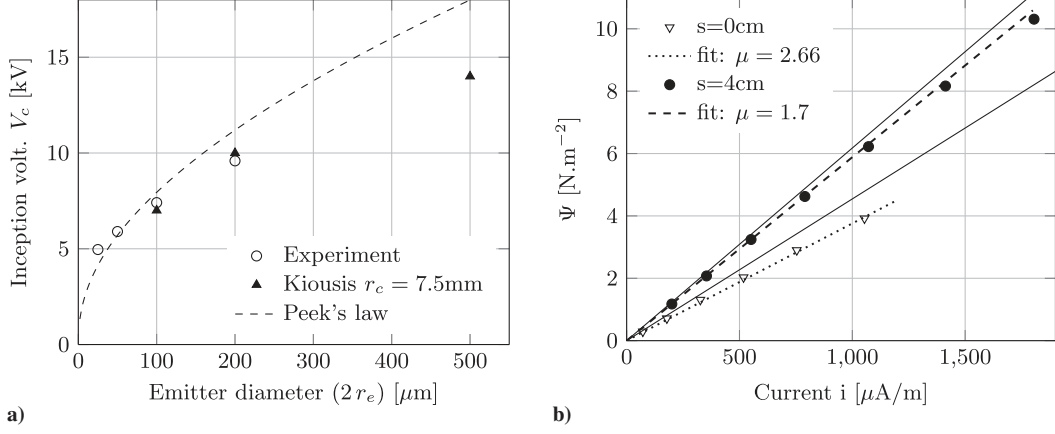 15
10
5
0
0
100
200
300
400
500
Inception volt. V_c [kV]
Emitter diameter (2 r_e) [μm]
Experiment
Kiousis r_c = 7.5mm
Peek's law
a)
10
8
6
4
2
0
0
500
1,000
1,500
Ψ [N.m⁻²]
Current i [μA/m]
s=0cm
fit: μ = 2.66
s=4cm
fit: μ = 1.7
b)